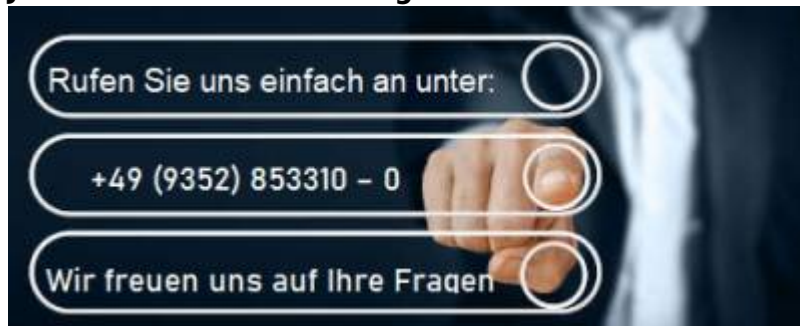 Rufen Sie uns einfach an unter:
+49 (9352) 853310 – 0
Wir freuen uns auf Ihre Fragen